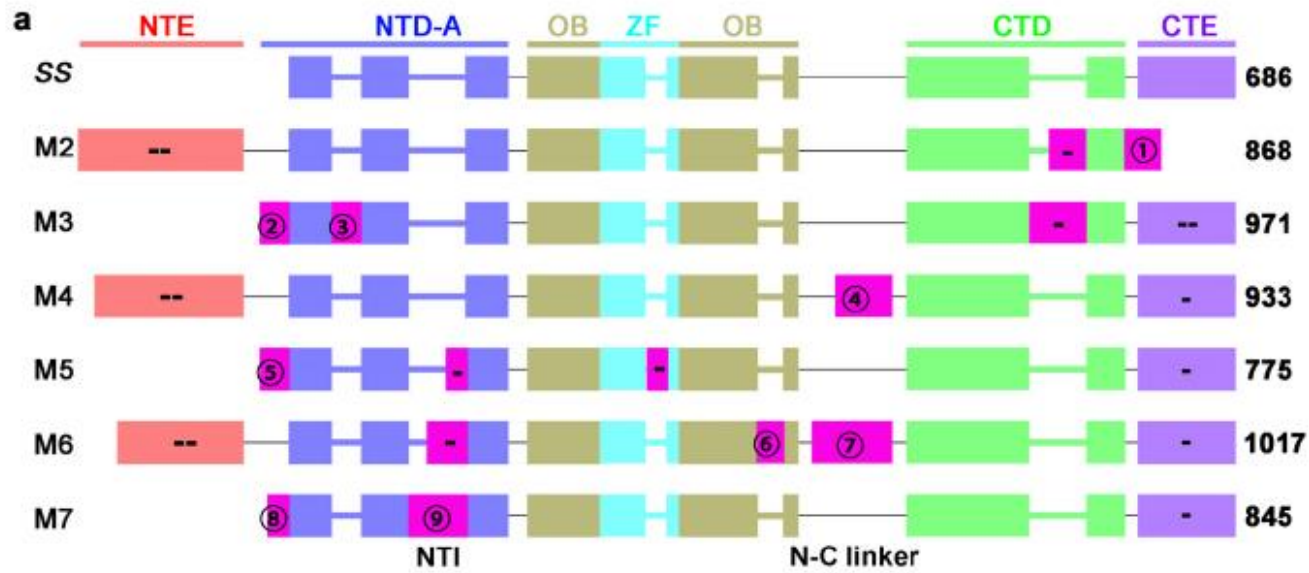 a
NTE NTD-A OB ZF OB CTD CTE
SS 686
M2 -- - ① 868
M3 ② ③ - -- 971
M4 -- ④ - 933
M5 ⑤ - - - 775
M6 -- - ⑥ ⑦ - 1017
M7 ⑧ ⑨ - 845
NTI N-C linker